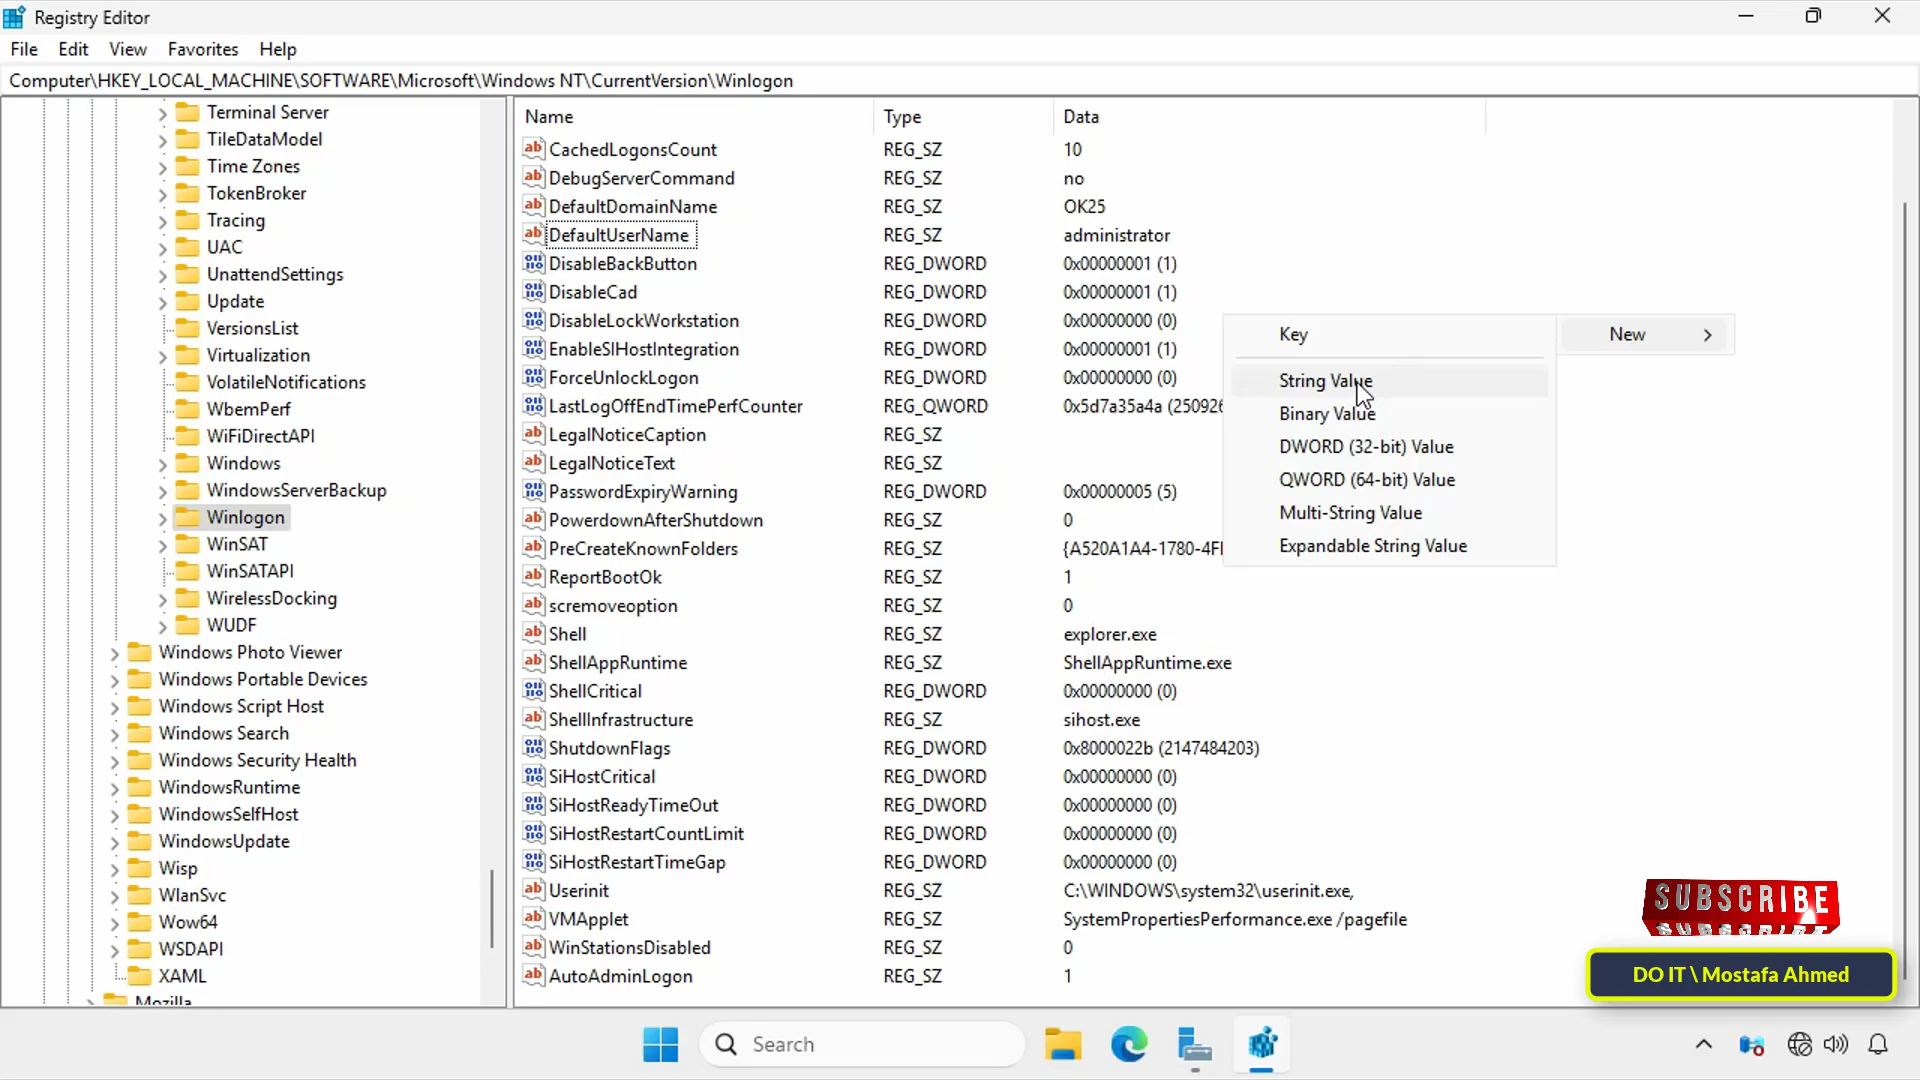 Registry Editor
File Edit View Favorites Help
Computer\HKEY_LOCAL_MACHINE\SOFTWARE\Microsoft\Windows NT\CurrentVersion\Winlogon
Terminal Server
TileDataModel
Time Zones
TokenBroker
Tracing
UAC
UnattendSettings
Update
VersionsList
Virtualization
VolatileNotifications
WbemPerf
WiFiDirectAPI
Windows
WindowsServerBackup
Winlogon
WinSAT
WinSATAPI
WirelessDocking
WUDF
Windows Photo Viewer
Windows Portable Devices
Windows Script Host
Windows Search
Windows Security Health
WindowsRuntime
WindowsSelfHost
WindowsUpdate
Wisp
WlanSvc
Wow64
WSDAPI
XAML
Mozilla
Name Type Data
CachedLogonsCount REG_SZ 10
DebugServerCommand REG_SZ no
DefaultDomainName REG_SZ OK25
DefaultUserName REG_SZ administrator
DisableBackButton REG_DWORD 0x00000001 (1)
DisableCad REG_DWORD 0x00000001 (1)
DisableLockWorkstation REG_DWORD 0x00000000 (0)
EnableSIHostIntegration REG_DWORD 0x00000001 (1)
ForceUnlockLogon REG_DWORD 0x00000000 (0)
LastLogOffEndTimePerfCounter REG_QWORD 0x5d7a35a4a (250926
LegalNoticeCaption REG_SZ
LegalNoticeText REG_SZ
PasswordExpiryWarning REG_DWORD 0x00000005 (5)
PowerdownAfterShutdown REG_SZ 0
PreCreateKnownFolders REG_SZ {A520A1A4-1780-4FF
ReportBootOk REG_SZ 1
scremoveoption REG_SZ 0
Shell REG_SZ explorer.exe
ShellAppRuntime REG_SZ ShellAppRuntime.exe
ShellCritical REG_DWORD 0x00000000 (0)
ShellInfrastructure REG_SZ sihost.exe
ShutdownFlags REG_DWORD 0x8000022b (2147484203)
SiHostCritical REG_DWORD 0x00000000 (0)
SiHostReadyTimeOut REG_DWORD 0x00000000 (0)
SiHostRestartCountLimit REG_DWORD 0x00000000 (0)
SiHostRestartTimeGap REG_DWORD 0x00000000 (0)
Userinit REG_SZ C:\WINDOWS\system32\userinit.exe,
VMApplet REG_SZ SystemPropertiesPerformance.exe /pagefile
WinStationsDisabled REG_SZ 0
AutoAdminLogon REG_SZ 1
New
Key
String Value
Binary Value
DWORD (32-bit) Value
QWORD (64-bit) Value
Multi-String Value
Expandable String Value
SUBSCRIBE
DO IT \ Mostafa Ahmed
Search